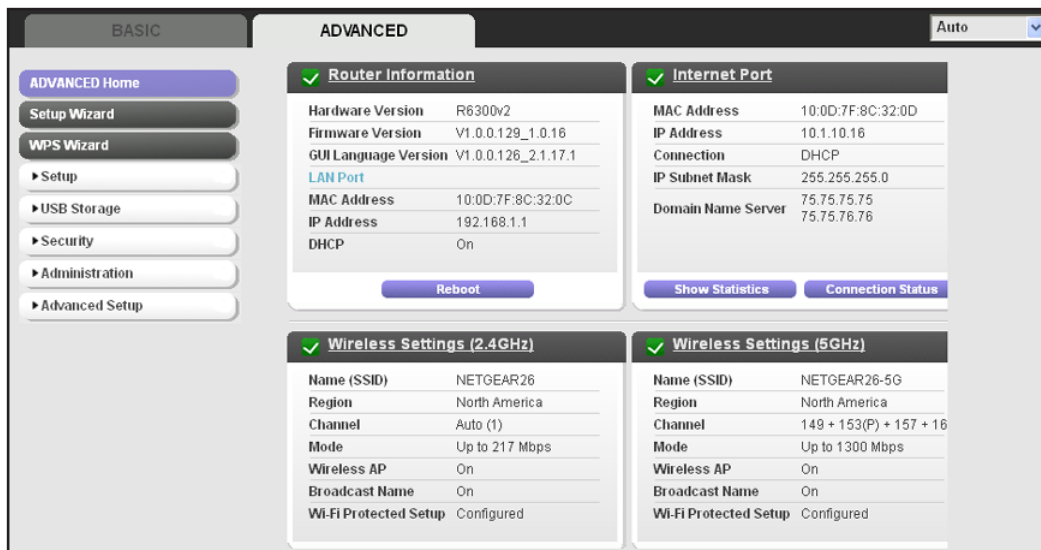 BASIC
ADVANCED
Auto
ADVANCED Home
Setup Wizard
WPS Wizard
Setup
USB Storage
Security
Administration
Advanced Setup
Router Information
Hardware Version R6300v2
Firmware Version V1.0.0.129_1.0.16
GUI Language Version V1.0.0.126_2.1.17.1
LAN Port
MAC Address 10:0D:7F:8C:32:0C
IP Address 192.168.1.1
DHCP On
Reboot
Internet Port
MAC Address 10:0D:7F:8C:32:0D
IP Address 10.1.10.16
Connection DHCP
IP Subnet Mask 255.255.255.0
Domain Name Server 75.75.75.75
75.75.76.76
Show Statistics Connection Status
Wireless Settings (2.4GHz)
Name (SSID) NETGEAR26
Region North America
Channel Auto (1)
Mode Up to 217 Mbps
Wireless AP On
Broadcast Name On
Wi-Fi Protected Setup Configured
Wireless Settings (5GHz)
Name (SSID) NETGEAR26-5G
Region North America
Channel 149 + 153(P) + 157 + 16
Mode Up to 1300 Mbps
Wireless AP On
Broadcast Name On
Wi-Fi Protected Setup Configured